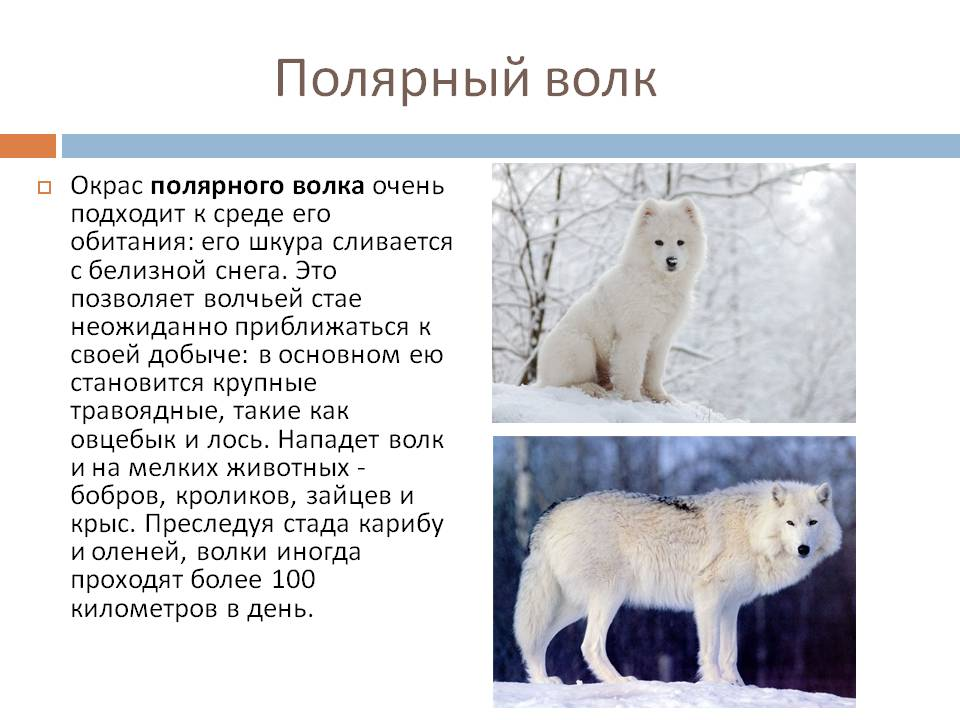 Полярный волк
Окрас полярного волка очень
подходит к среде его
обитания: его шкура сливается
с белизной снега. Это
позволяет волчьей стае
неожиданно приближаться к
своей добыче: в основном ею
становится крупные
травоядные, такие как
овцебык и лось. Нападет волк
и на мелких животных -
бобров, кроликов, зайцев и
крыс. Преследуя стада карибу
и оленей, волки иногда
проходят более 100
километров в день.